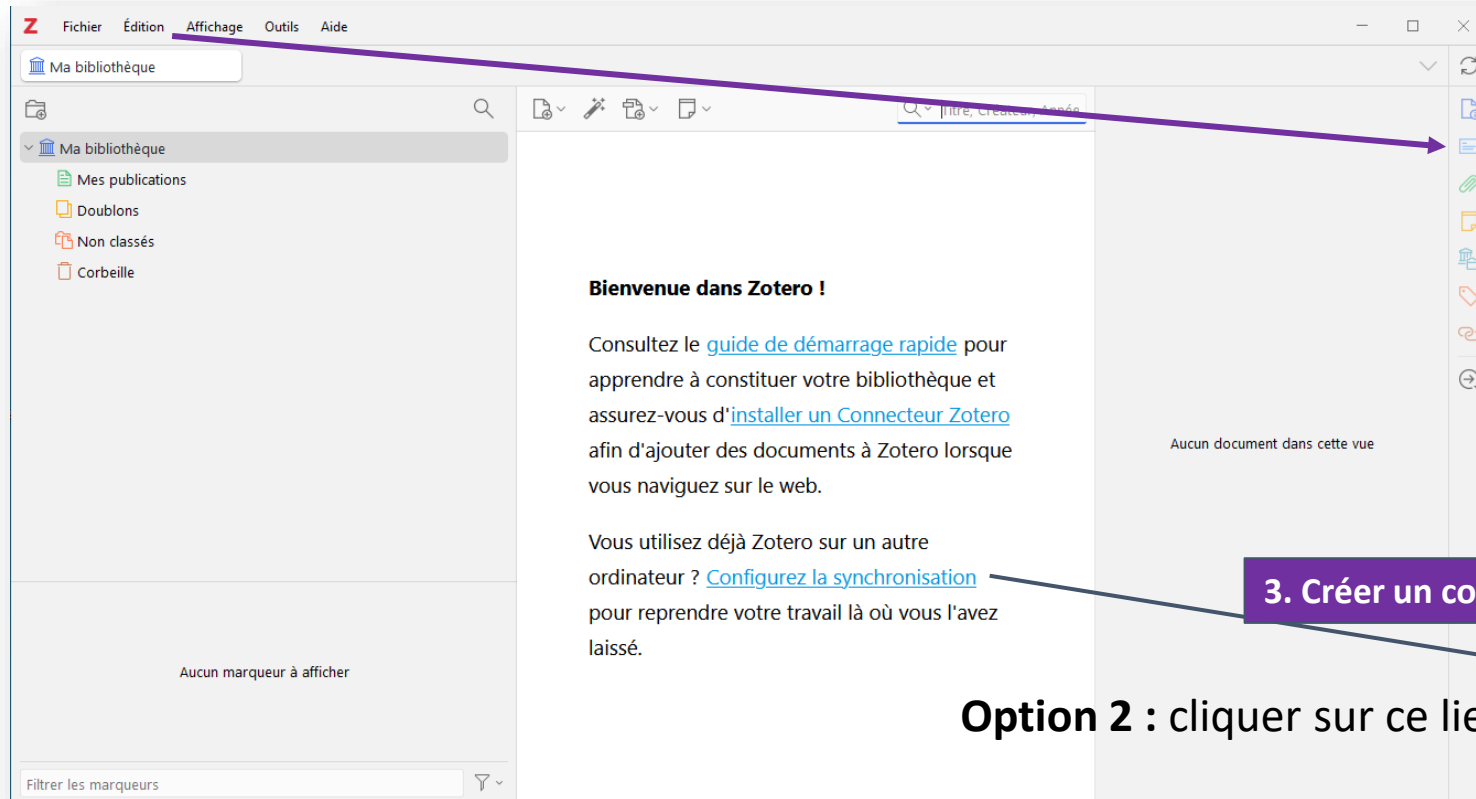 Z Fichier Édition Affichage Outils Aide
Ma bibliothèque
Titre, Créateur, Année
Ma bibliothèque
Mes publications
Doublons
Non classés
Corbeille
Bienvenue dans Zotero !
Consultez le guide de démarrage rapide pour
apprendre à constituer votre bibliothèque et
assurez-vous d'installer un Connecteur Zotero
afin d'ajouter des documents à Zotero lorsque
vous naviguez sur le web.
Vous utilisez déjà Zotero sur un autre
ordinateur ? Configurez la synchronisation
pour reprendre votre travail là où vous l'avez
laissé.
Aucun document dans cette vue
3. Créer un co
Aucun marqueur à afficher
Option 2 : cliquer sur ce lie
Filtrer les marqueurs